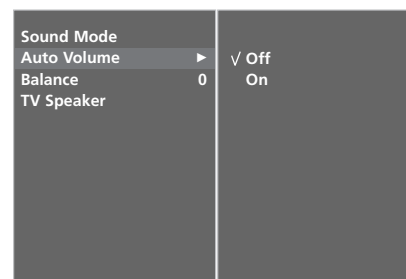 Sound Mode
Auto Volume ►
Balance 0
TV Speaker
√ Off
On